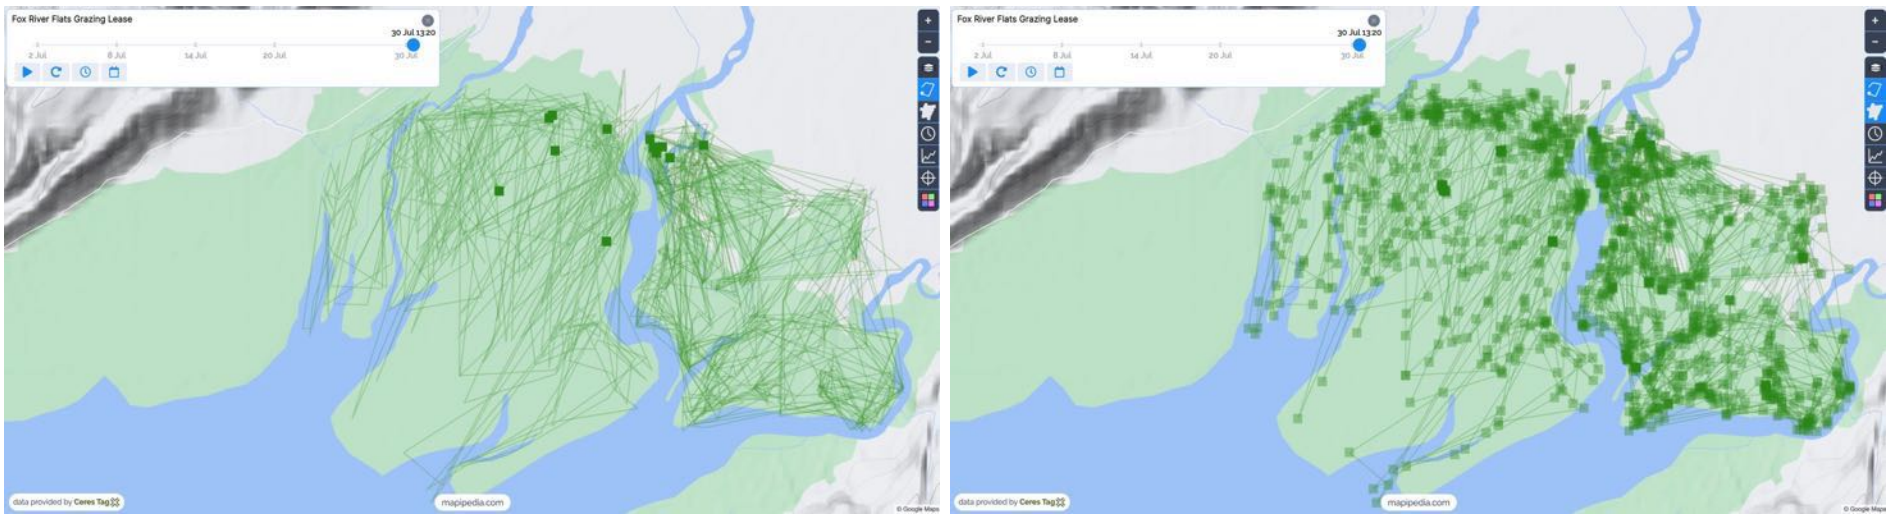 Fox River Flats Grazing Lease
30 Jul 13:20
2 Jul 8 Jul 14 Jul 20 Jul 30 Jul
data provided by Ceres Tag
mapipedia.com
© Google Maps
Fox River Flats Grazing Lease
30 Jul 13:20
2 Jul 8 Jul 14 Jul 20 Jul 30 Jul
data provided by Ceres Tag
mapipedia.com
© Google Maps